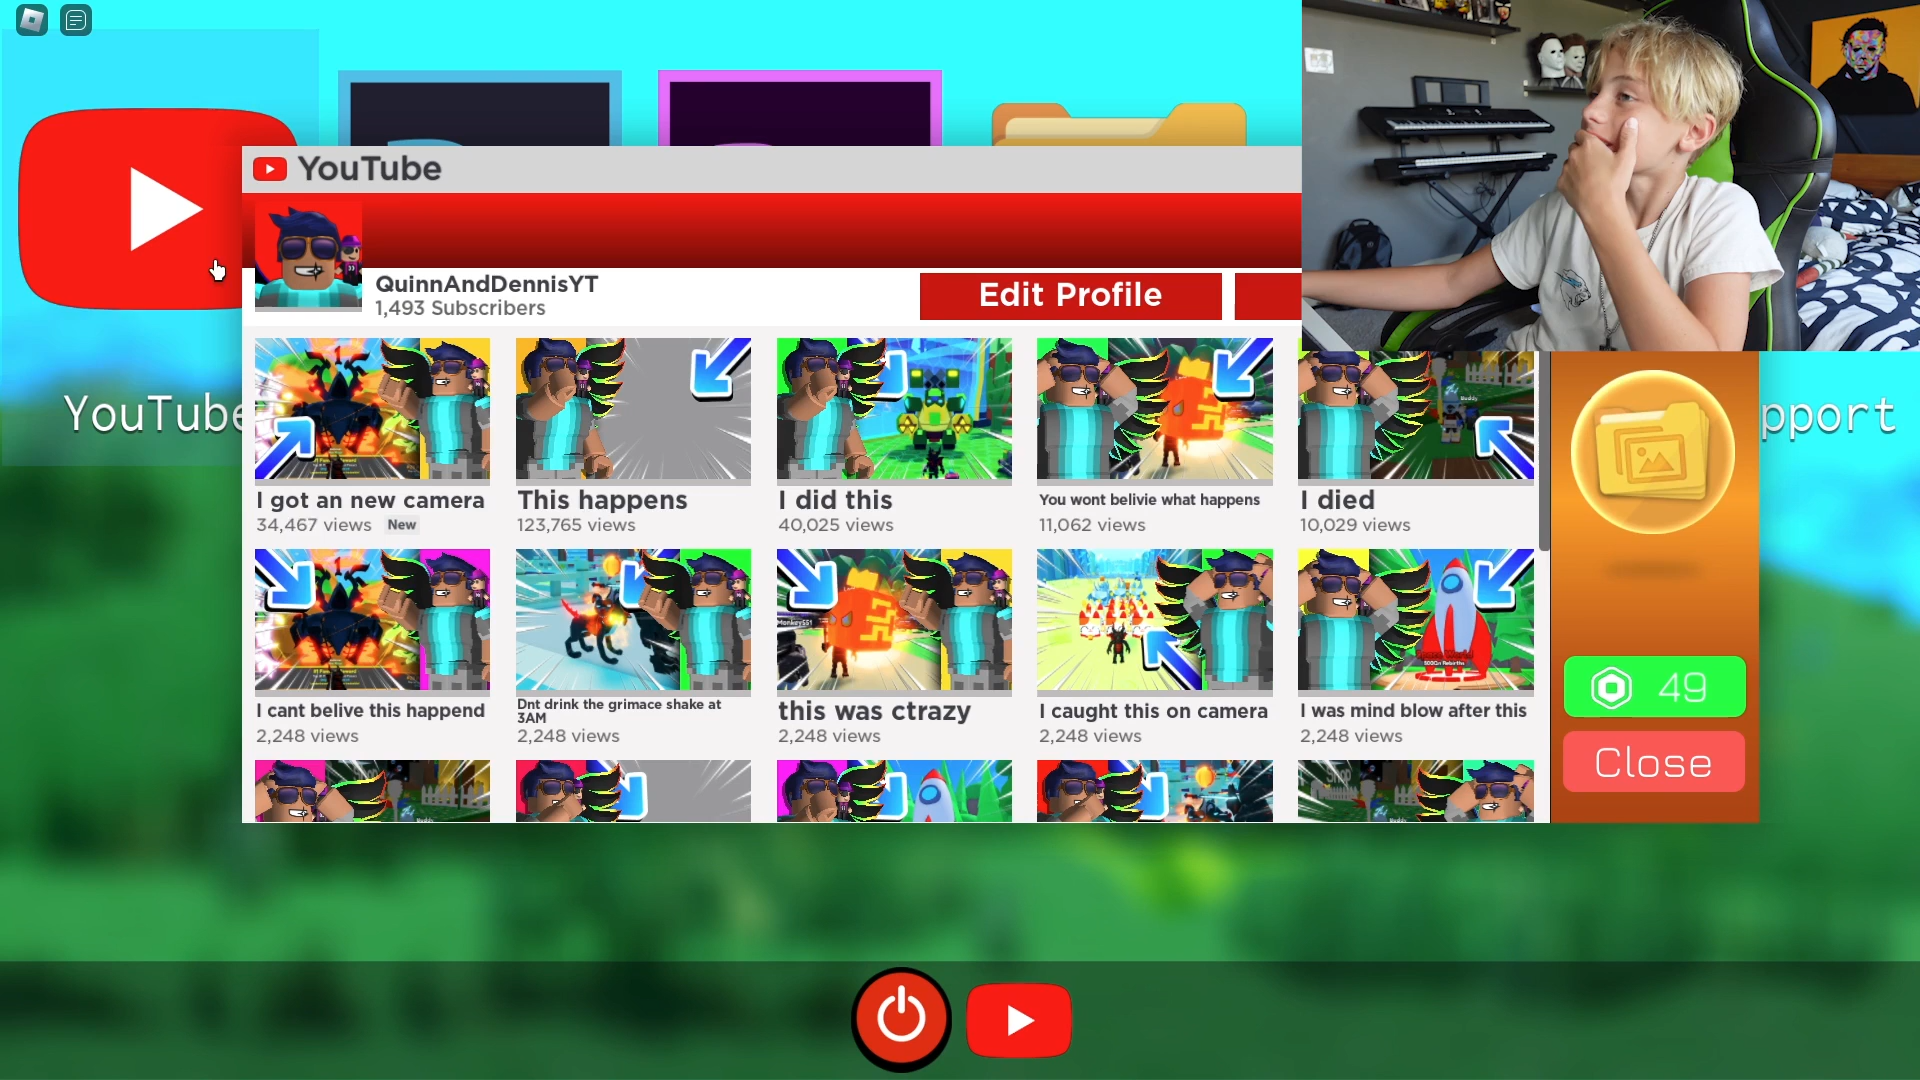 YouTube
QuinnAndDennisYT
1,493 Subscribers
Edit Profile
YouTube
pport
I got an new camera
34,467 views New
This happens
123,765 views
I did this
40,025 views
You wont belivie what happens
11,062 views
I died
10,029 views
I cant belive this happend
2,248 views
Dnt drink the grimace shake at
3AM
2,248 views
this was ctrazy
2,248 views
I caught this on camera
2,248 views
I was mind blow after this
2,248 views
49
Close